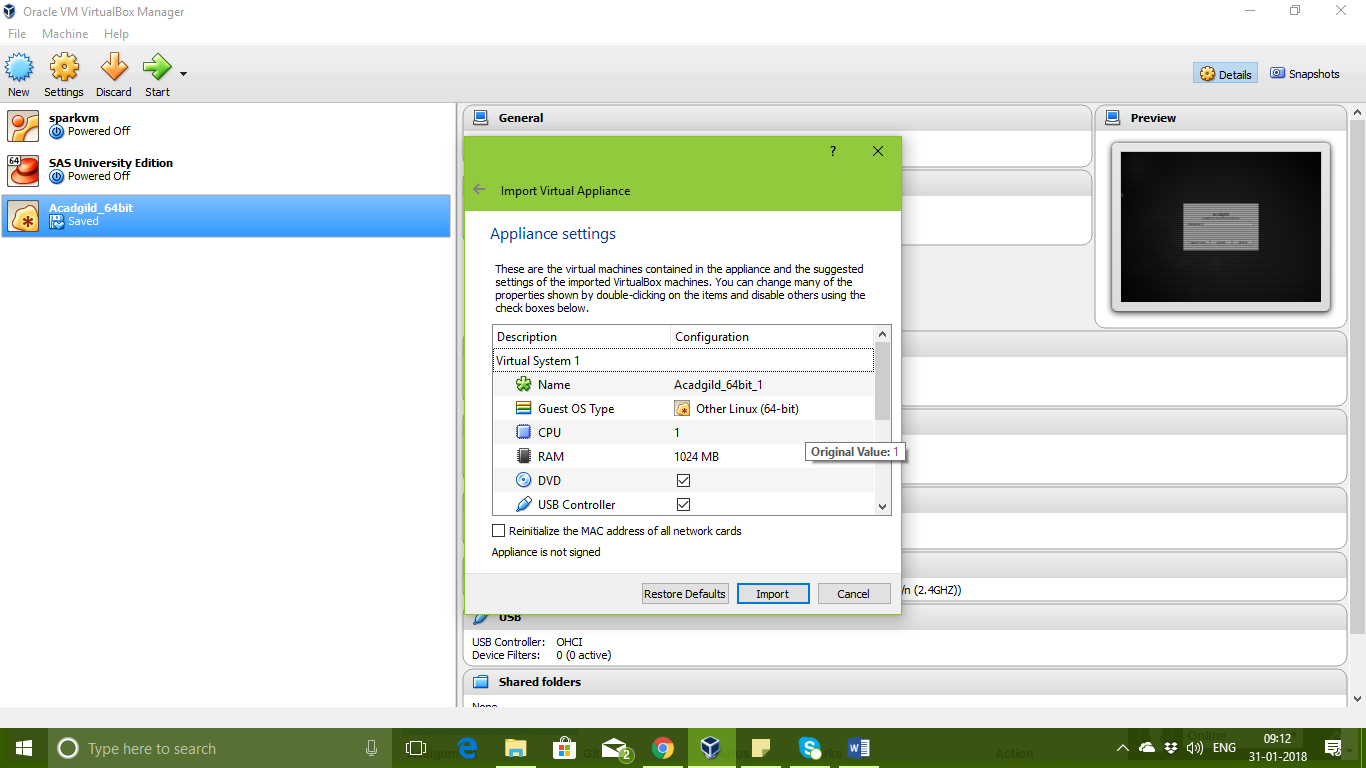 Oracle VM VirtualBox Manager
File Machine Help
New Settings Discard Start
Details Snapshots
sparkvm
Powered Off
64
SAS University Edition
Powered Off
Acadgild_64bit
Saved
General
Preview
acadgild
?
Import Virtual Appliance
Appliance settings
These are the virtual machines contained in the appliance and the suggested
settings of the imported VirtualBox machines. You can change many of the
properties shown by double-clicking on the items and disable others using the
check boxes below.
Description Configuration
Virtual System 1
Name Acadgild_64bit_1
Guest OS Type Other Linux (64-bit)
CPU 1
RAM 1024 MB
Original Value: 1
DVD
USB Controller
Reinitialize the MAC address of all network cards
Appliance is not signed
Restore Defaults Import Cancel
(2.4GHZ))
USB
USB Controller: OHCI
Device Filters: 0 (0 active)
Shared folders
None
Type here to search
2
ENG
09:12
31-01-2018
Online
Action